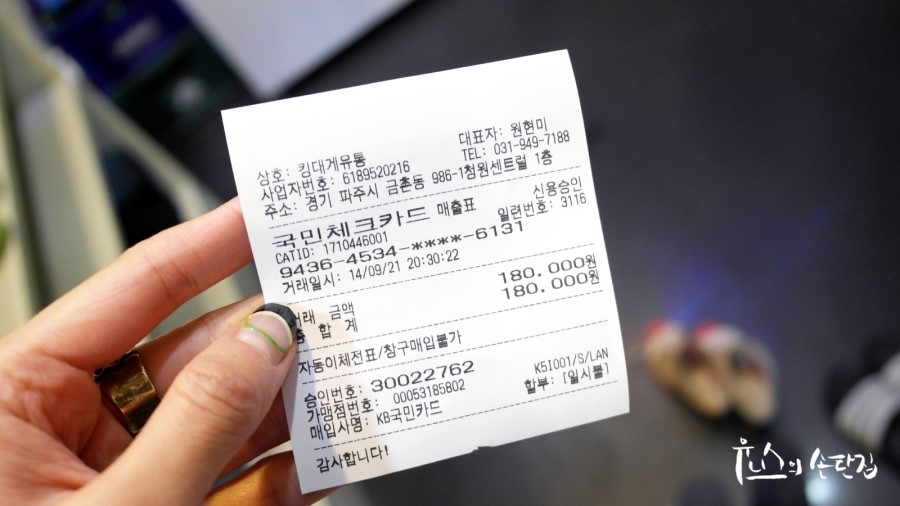 상호: 킹대게유통 대표자: 원현미
사업자번호: 6189520216 TEL: 031-949-7188
주소: 경기 파주시 금촌동 986-1청원센트럴 1층
국민체크카드 매출표 신용승인
CATID: 1710446001 일련번호: 3116
9436-4534-****-6131
거래일시: 14/09/21 20:30:22
거래 금액 180.000원
총 합 계 180.000원
자동이체전표/창구매입불가
승인번호: 30022762 K5I001/S/LAN
가맹점번호: 00053185802 할부: [일시불]
매입사명: KB국민카드
감사합니다!
유니스의 손단집